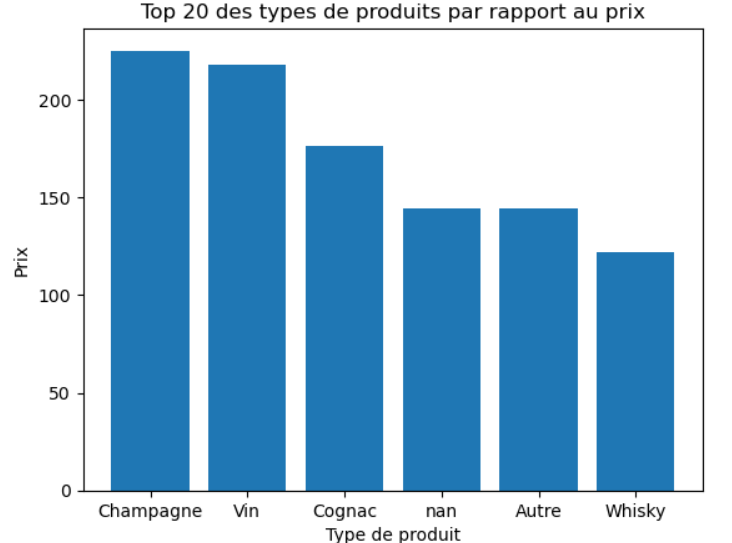 Top 20 des types de produits par rapport au prix
Prix
200
150
100
50
0
Champagne Vin Cognac nan Autre Whisky
Type de produit